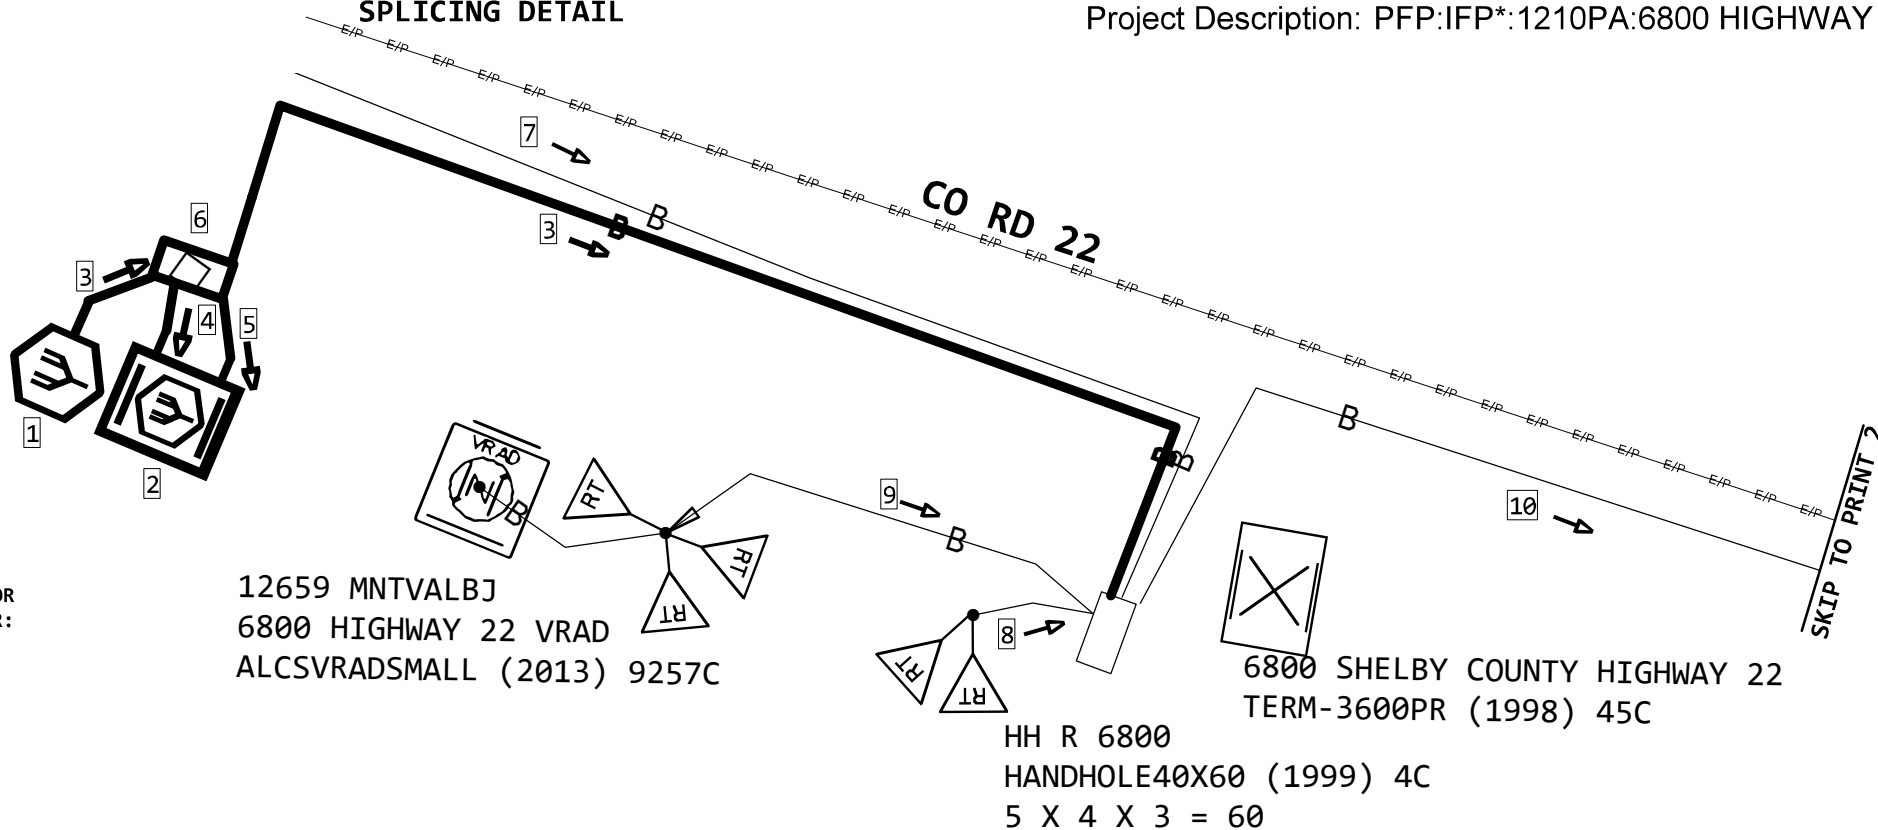 SPLICING DETAIL
Project Description: PFP:IFP*:1210PA:6800 HIGHWAY
E/P E/P E/P E/P E/P E/P E/P E/P E/P E/P E/P E/P E/P E/P E/P E/P E/P E/P E/P E/P E/P E/P E/P E/P E/P E/P E/P E/P E/P E/P E/P E/P E/P
7
CO RD 22
6
B
B
3
3
4
5
1
2
VRAD
B
RT
RT
RT
9
B
B
B
B
10
SKIP TO PRINT 2
OR
R:
12659 MNTVALBJ
6800 HIGHWAY 22 VRAD
ALCSVRADSMALL (2013) 9257C
8
RT
RT
6800 SHELBY COUNTY HIGHWAY 22
TERM-3600PR (1998) 45C
HH R 6800
HANDHOLE40X60 (1999) 4C
5 X 4 X 3 = 60